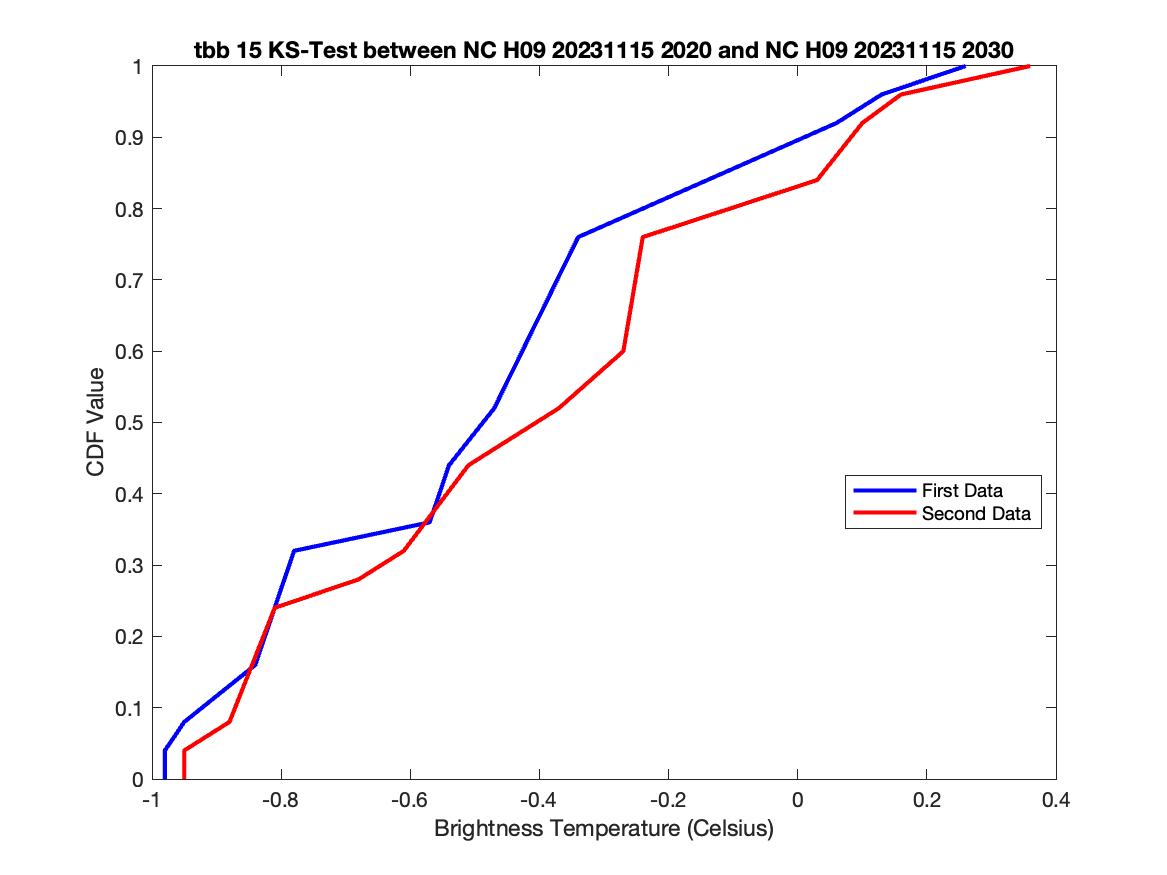 tbb 15 KS-Test between NC H09 20231115 2020 and NC H09 20231115 2030
1
0.9
0.8
0.7
0.6
0.5
0.4
0.3
0.2
0.1
0
CDF Value
First Data
Second Data
-1 -0.8 -0.6 -0.4 -0.2 0 0.2 0.4
Brightness Temperature (Celsius)